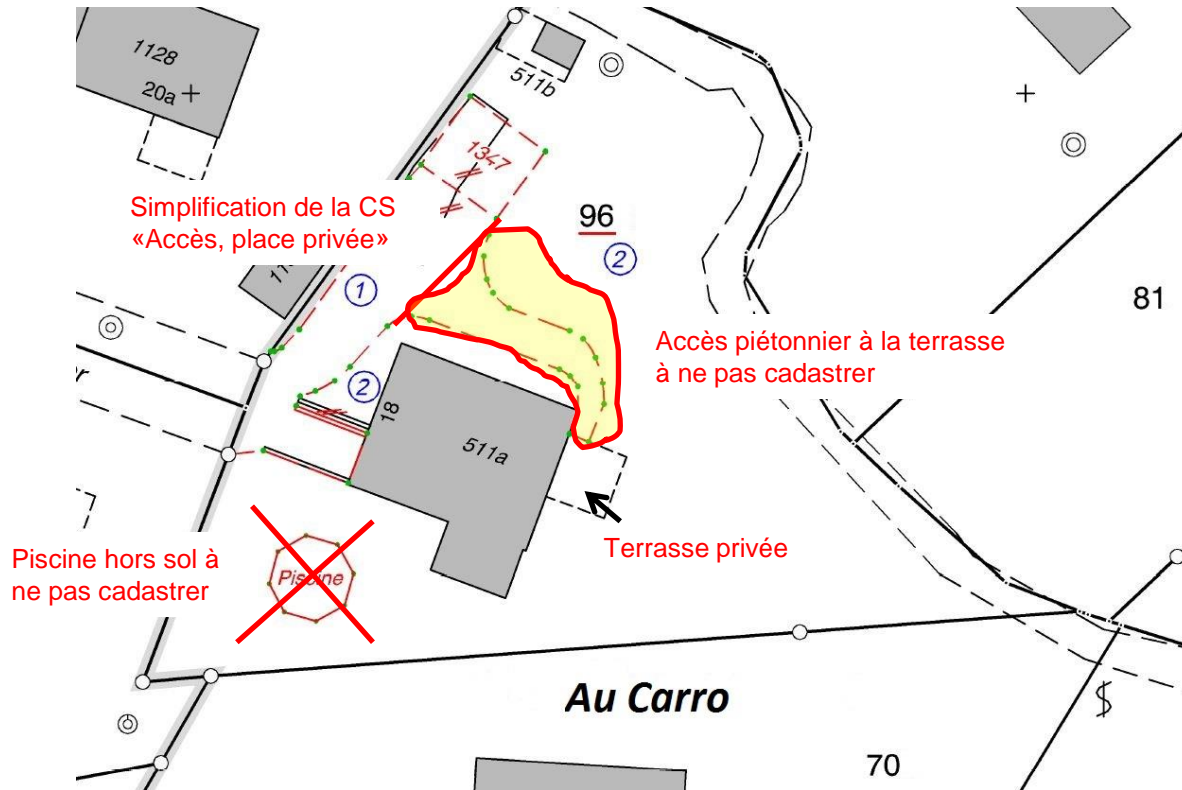 1128
20a
511b
1347
Simplification de la CS
«Accès, place privée»
96
2
1
81
Accès piétonnier à la terrasse
à ne pas cadastrer
2
18
511a
Terrasse privée
Piscine hors sol à
ne pas cadastrer
Piscine
Au Carro
70